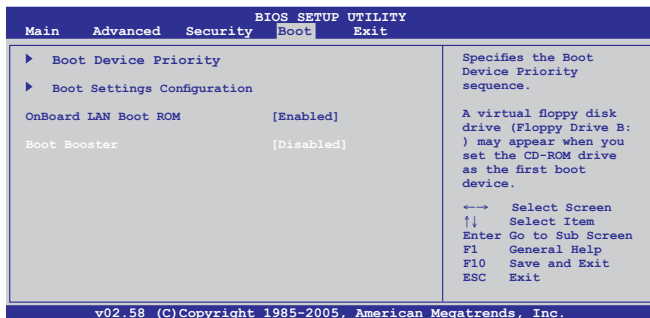 BIOS SETUP UTILITY
Main Advanced Security Boot Exit
Boot Device Priority
Boot Settings Configuration
OnBoard LAN Boot ROM [Enabled]
Boot Booster [Disabled]
Specifies the Boot
Device Priority
sequence.
A virtual floppy disk
drive (Floppy Drive B:
) may appear when you
set the CD-ROM drive
as the first boot
device.
←→ Select Screen
↑↓ Select Item
Enter Go to Sub Screen
F1 General Help
F10 Save and Exit
ESC Exit
v02.58 (C)Copyright 1985-2005, American Megatrends, Inc.